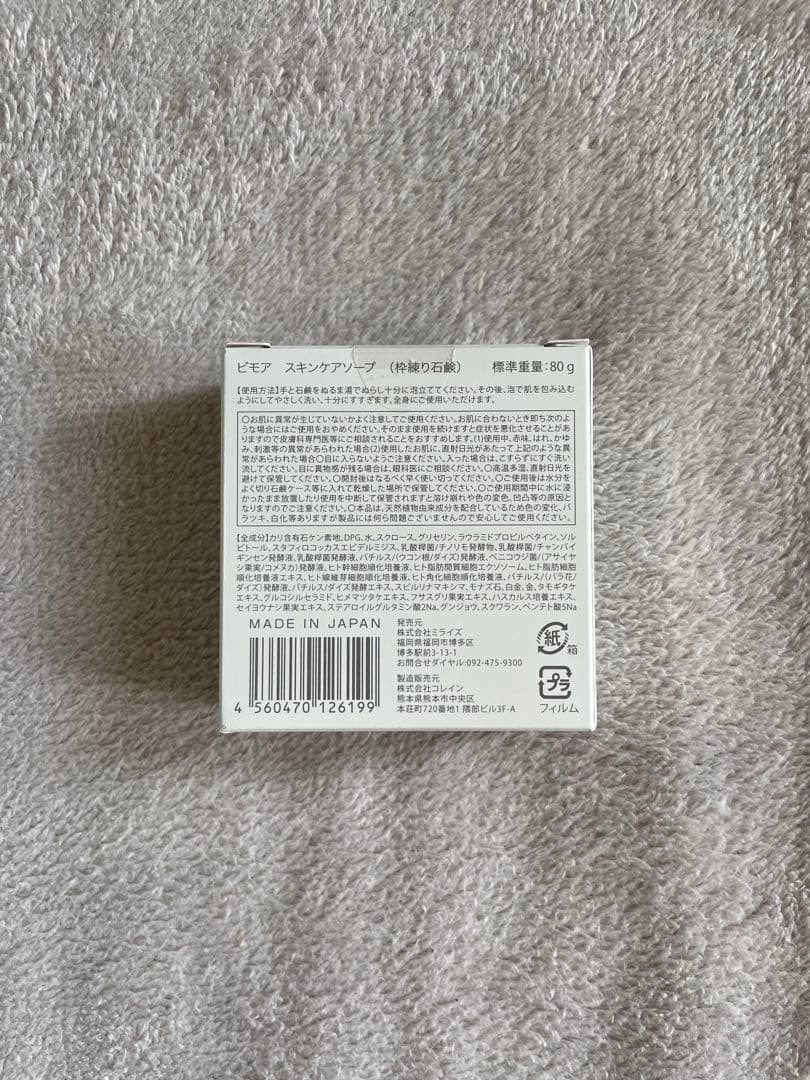 ビモア　スキンケアソープ　（枠練り石鹸）　標準重量：80g
【使用方法】手と石鹸をぬるま湯でぬらし十分に泡立ててください。その後、泡で肌を包み込む
ようにしてやさしく洗い、十分にすすぎます。全身にご使用いただけます。
○お肌に異常が生じていないかよく注意してご使用ください。お肌に合わないとき即ち次のよ
うな場合にはご使用をおやめください。そのまま使用を続けますと症状を悪化させることがあ
りますので皮膚科専門医等にご相談されることをおすすめします。(1)使用中、赤味、はれ、かゆ
み、刺激等の異常があらわれた場合(2)使用したお肌に、直射日光があたって上記のような異
常があらわれた場合○目に入らないようご注意ください。入った場合は、こすらずにすぐ洗い
流してください。目に異物感が残る場合は、眼科医にご相談ください。○高温多湿、直射日光を
避けて保管してください。○開封後はなるべく早く使い切ってください。○ご使用後は水分を
よく切り石鹸ケース等に入れて乾燥した場所で保管してください。○ご使用期間中に水に浸
かったまま放置したり使用を中断して保管されますと溶け崩れや色の変色、凹凸等の原因と
なりますのでご注意ください。○本品は、天然植物由来成分を配合しているため色の変化、バ
ラツキ、白化等ありますが製品には何ら問題ございませんので安心してご使用ください。
【全成分】カリ含有石ケン素地、DPG、水、スクロース、グリセリン、ラウラミドプロピルベタイン、ソル
ビトール、スタフィロコッカスエピデルミジス、乳酸桿菌/チノリモ発酵物、乳酸桿菌/チャンパイ
ギンセン発酵液、乳酸桿菌発酵液、バチルス/(ウコン根/ダイズ)発酵液、ベニコウジ菌/(アサイヤ
シ果実/コメヌカ)発酵液、ヒト幹細胞順化培養液、ヒト脂肪間質細胞エクソソーム、ヒト脂肪細胞
順化培養液エキス、ヒト線維芽細胞順化培養液、ヒト角化細胞順化培養液、バチルス/(バラ花/
ダイズ)発酵液、バチルス/ダイズ発酵エキス、スピルリナマキシマ、モナズ石、白金、金、タモギタケ
エキス、グルコシルセラミド、ヒメマツタケエキス、フサスグリ果実エキス、ハスカルス培養エキス、
セイヨウナシ果実エキス、ステアロイルグルタミン酸2Na、グンジョウ、スクワラン、ペンテト酸5Na
MADE IN JAPAN
4 560470 126199
発売元
株式会社ミライズ
福岡県福岡市博多区
博多駅前3-13-1
お問合せダイヤル:092-475-9300
製造販売元
株式会社コレイン
熊本県熊本市中央区
本荘町720番地1 隈部ビル3F-A
紙
箱
プラ
フィルム